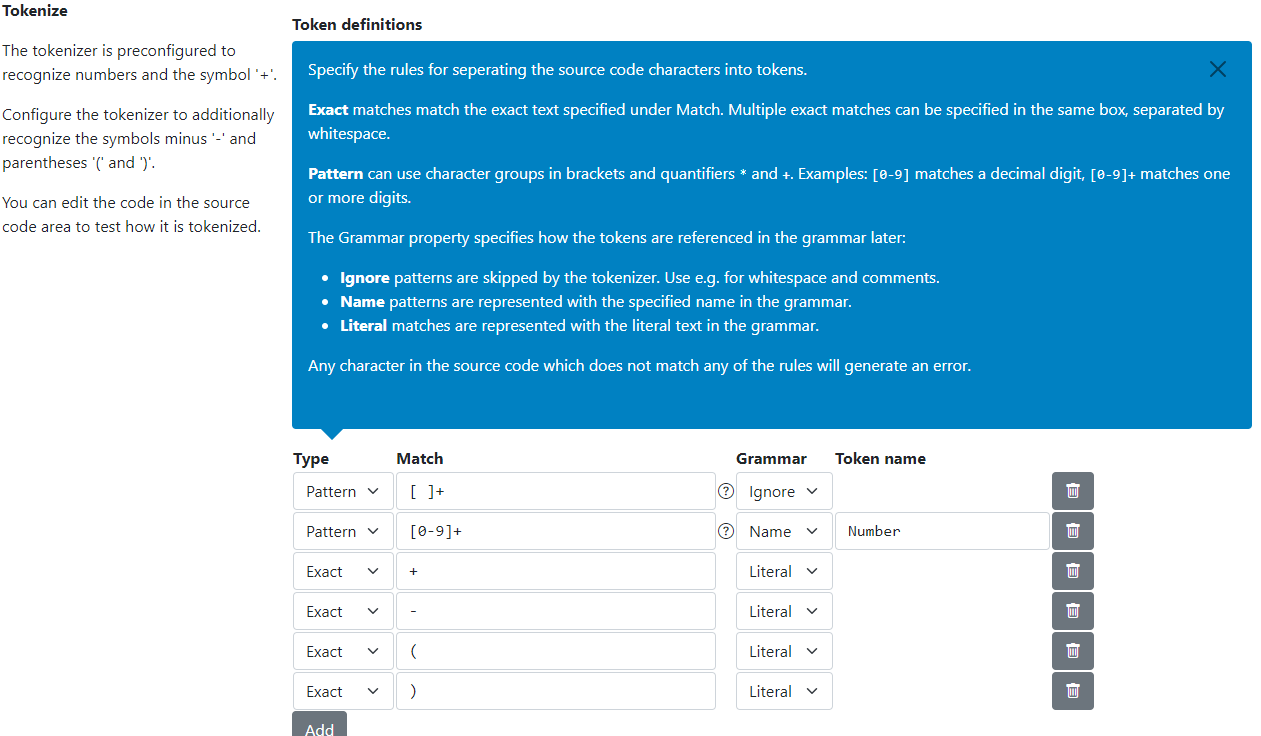 Tokenize
The tokenizer is preconfigured to
recognize numbers and the symbol '+'.
Configure the tokenizer to additionally
recognize the symbols minus '-' and
parentheses '(' and ')'.
You can edit the code in the source
code area to test how it is tokenized.
Token definitions
Specify the rules for seperating the source code characters into tokens.
Exact matches match the exact text specified under Match. Multiple exact matches can be specified in the same box, separated by
whitespace.
Pattern can use character groups in brackets and quantifiers * and +. Examples: [0-9] matches a decimal digit, [0-9]+ matches one
or more digits.
The Grammar property specifies how the tokens are referenced in the grammar later:
• Ignore patterns are skipped by the tokenizer. Use e.g. for whitespace and comments.
• Name patterns are represented with the specified name in the grammar.
• Literal matches are represented with the literal text in the grammar.
Any character in the source code which does not match any of the rules will generate an error.
Type Match Grammar Token name
Pattern [ ]+ ? Ignore
Pattern [0-9]+ ? Name Number
Exact + Literal
Exact - Literal
Exact ( Literal
Exact ) Literal
Add